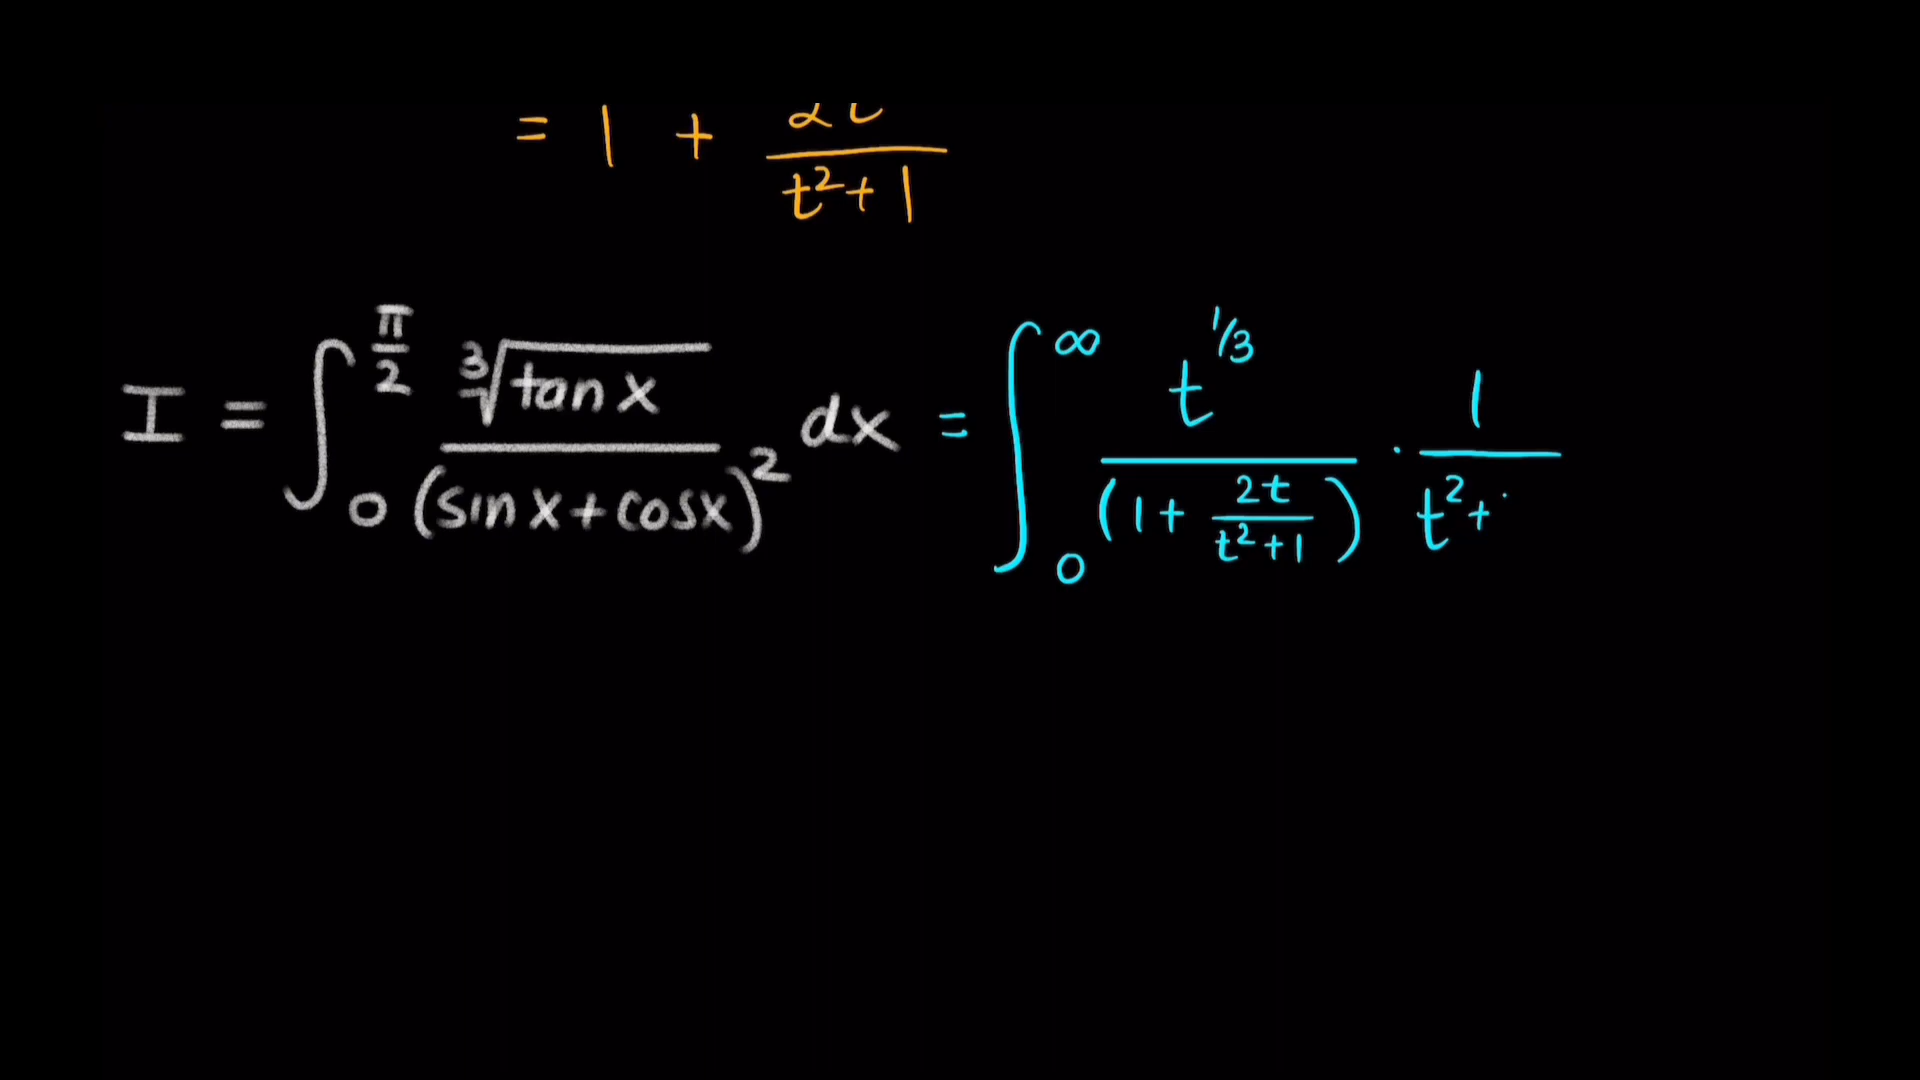 = 1 + 2t/(t²+1)
I = ∫₀^(π/2) ∛(tan x)/(sin x + cos x)² dx = ∫₀^∞ t^(1/3)/(1 + 2t/(t²+1)) · 1/(t²+